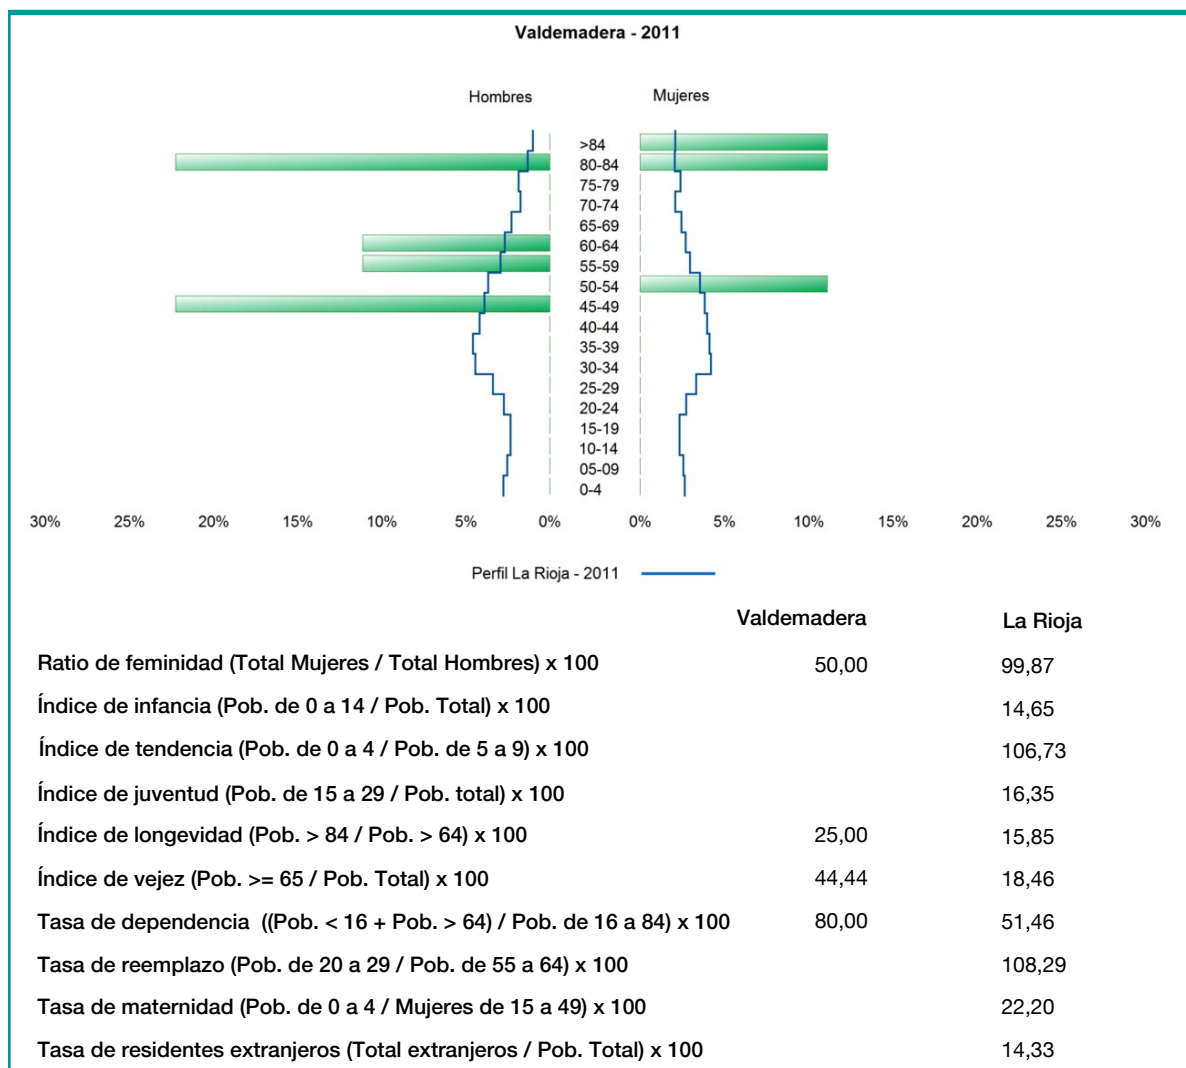 Valdemadera - 2011
Hombres Mujeres
>84
80-84
75-79
70-74
65-69
60-64
55-59
50-54
45-49
40-44
35-39
30-34
25-29
20-24
15-19
10-14
05-09
0-4
30% 25% 20% 15% 10% 5% 0% 0% 5% 10% 15% 20% 25% 30%
Perfil La Rioja - 2011
Valdemadera La Rioja
Ratio de feminidad (Total Mujeres / Total Hombres) x 100 50,00 99,87
Índice de infancia (Pob. de 0 a 14 / Pob. Total) x 100 14,65
Índice de tendencia (Pob. de 0 a 4 / Pob. de 5 a 9) x 100 106,73
Índice de juventud (Pob. de 15 a 29 / Pob. total) x 100 16,35
Índice de longevidad (Pob. > 84 / Pob. > 64) x 100 25,00 15,85
Índice de vejez (Pob. >= 65 / Pob. Total) x 100 44,44 18,46
Tasa de dependencia ((Pob. < 16 + Pob. > 64) / Pob. de 16 a 84) x 100 80,00 51,46
Tasa de reemplazo (Pob. de 20 a 29 / Pob. de 55 a 64) x 100 108,29
Tasa de maternidad (Pob. de 0 a 4 / Mujeres de 15 a 49) x 100 22,20
Tasa de residentes extranjeros (Total extranjeros / Pob. Total) x 100 14,33